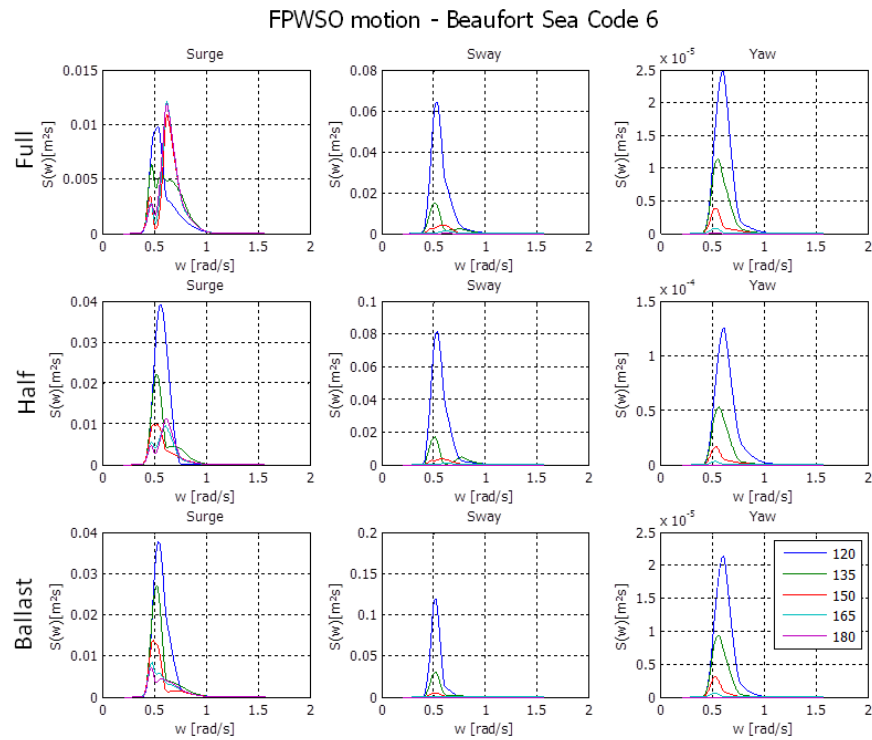 FPWSO motion - Beaufort Sea Code 6
Full
Surge
0.015
0.01
0.005
0
S(w)[m²s]
0 0.5 1 1.5 2
w [rad/s]
Sway
0.08
0.06
0.04
0.02
0
S(w)[m²s]
0 0.5 1 1.5 2
w [rad/s]
Yaw
x 10⁻⁵
2.5
2
1.5
1
0.5
0
S(w)[m²s]
0 0.5 1 1.5 2
w [rad/s]
Half
Surge
0.04
0.03
0.02
0.01
0
S(w)[m²s]
0 0.5 1 1.5 2
w [rad/s]
Sway
0.1
0.08
0.06
0.04
0.02
0
S(w)[m²s]
0 0.5 1 1.5 2
w [rad/s]
Yaw
x 10⁻⁴
1.5
1
0.5
0
S(w)[m²s]
0 0.5 1 1.5 2
w [rad/s]
Ballast
Surge
0.04
0.03
0.02
0.01
0
S(w)[m²s]
0 0.5 1 1.5 2
w [rad/s]
Sway
0.2
0.15
0.1
0.05
0
S(w)[m²s]
0 0.5 1 1.5 2
w [rad/s]
Yaw
x 10⁻⁵
2.5
2
1.5
1
0.5
0
S(w)[m²s]
0 0.5 1 1.5 2
w [rad/s]
120
135
150
165
180